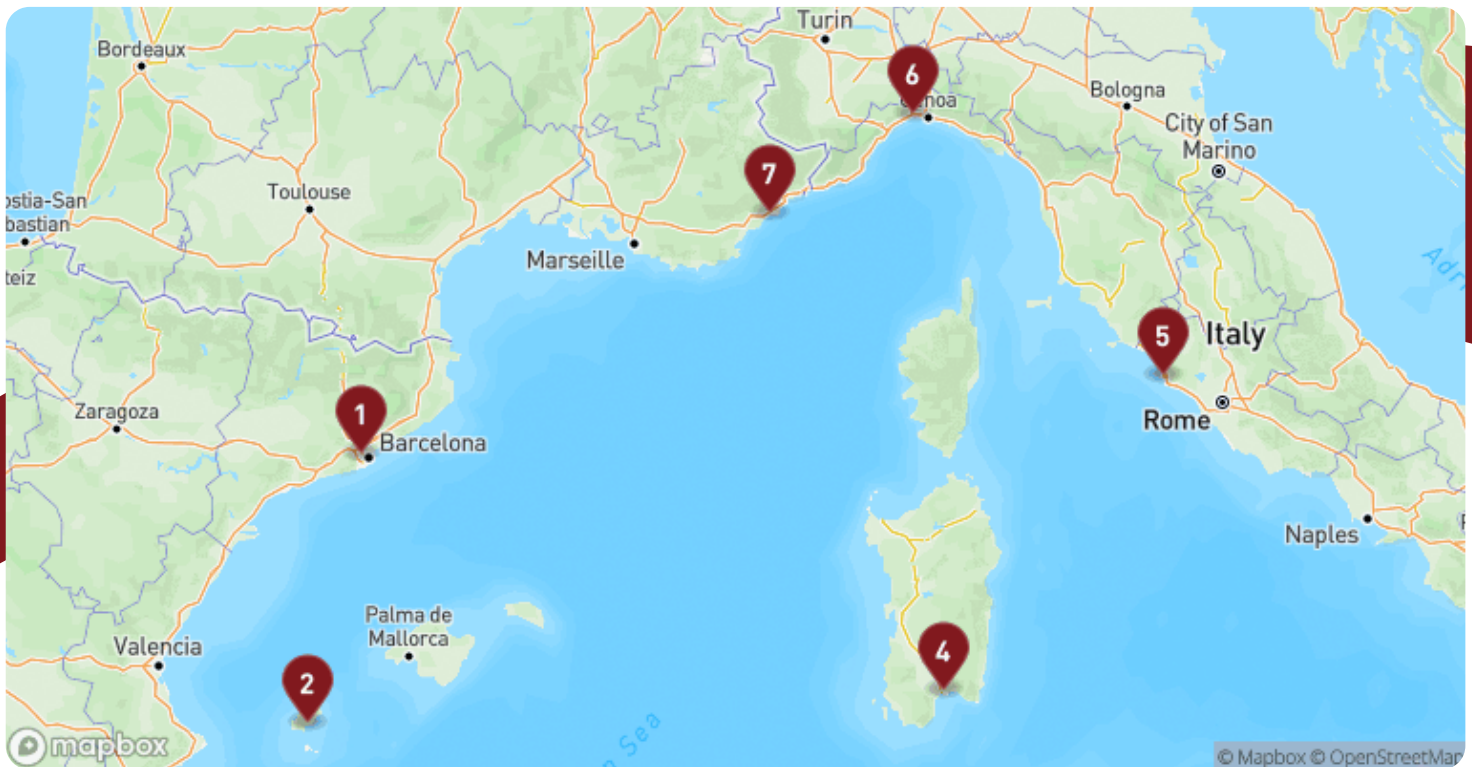 Turin
Bordeaux
6
Genoa
Bologna
City of San
Marino
7
Toulouse
ostia-San
bastian
Marseille
teiz
5
Italy
1
Zaragoza
Barcelona
Rome
Naples
Palma de
Mallorca
Valencia
4
2
Sea
Adri
mapbox
© Mapbox © OpenStreetMap